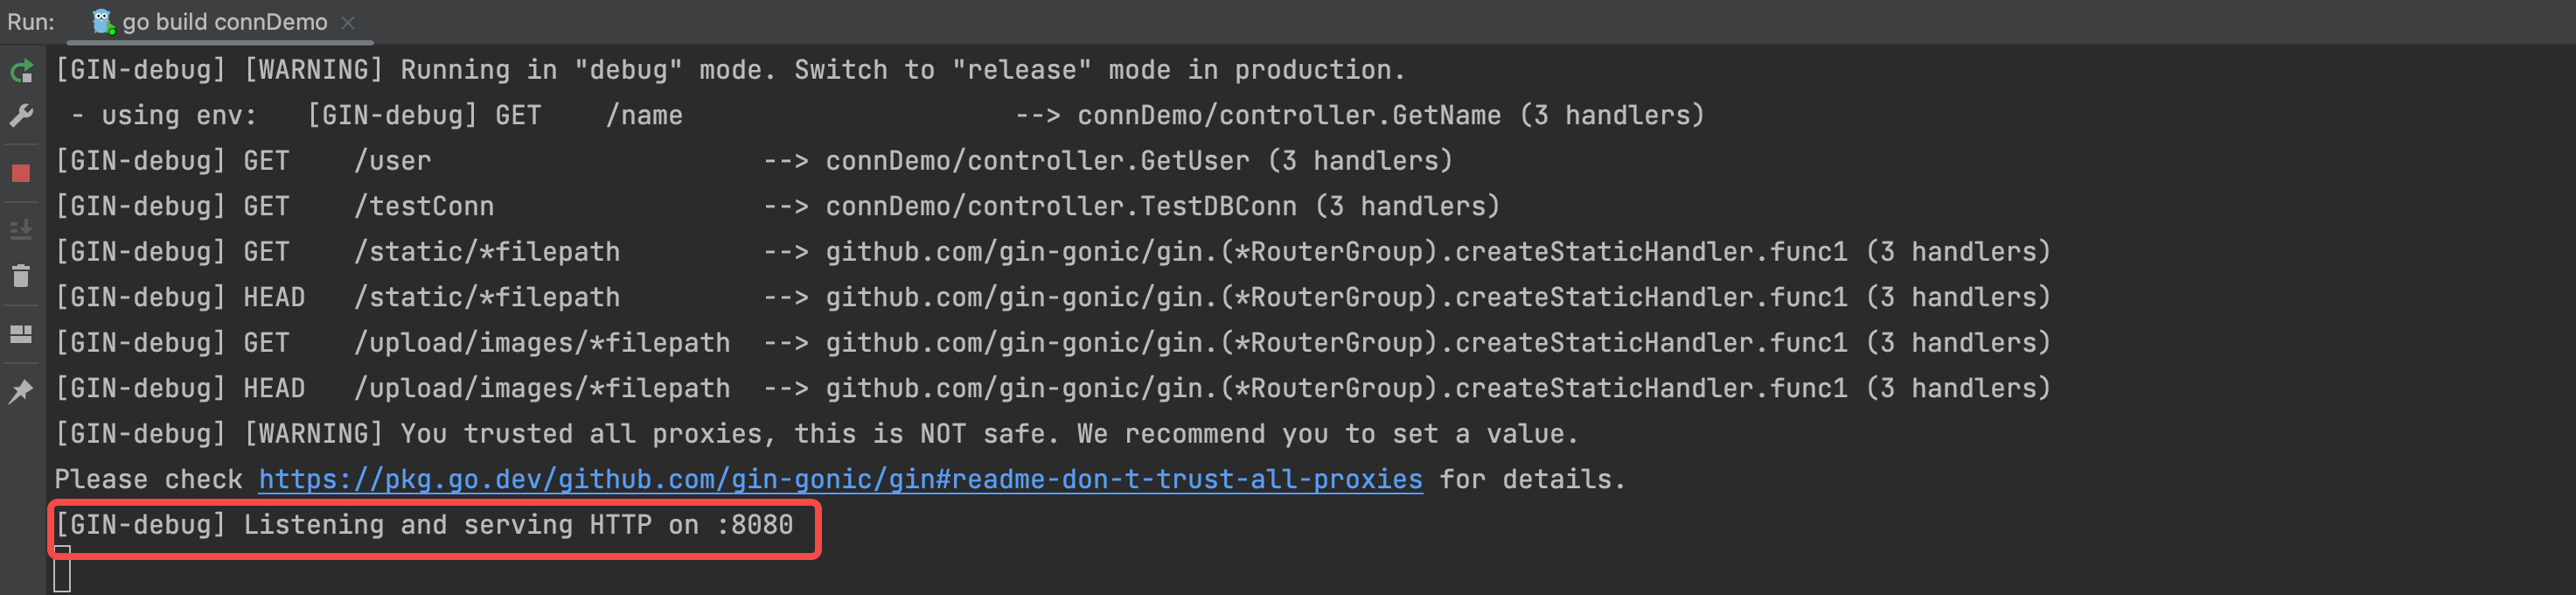 Run: go build connDemo
[GIN-debug] [WARNING] Running in "debug" mode. Switch to "release" mode in production.
 - using env:   [GIN-debug] GET    /name                     --> connDemo/controller.GetName (3 handlers)
[GIN-debug] GET    /user                     --> connDemo/controller.GetUser (3 handlers)
[GIN-debug] GET    /testConn                 --> connDemo/controller.TestDBConn (3 handlers)
[GIN-debug] GET    /static/*filepath         --> github.com/gin-gonic/gin.(*RouterGroup).createStaticHandler.func1 (3 handlers)
[GIN-debug] HEAD   /static/*filepath         --> github.com/gin-gonic/gin.(*RouterGroup).createStaticHandler.func1 (3 handlers)
[GIN-debug] GET    /upload/images/*filepath  --> github.com/gin-gonic/gin.(*RouterGroup).createStaticHandler.func1 (3 handlers)
[GIN-debug] HEAD   /upload/images/*filepath  --> github.com/gin-gonic/gin.(*RouterGroup).createStaticHandler.func1 (3 handlers)
[GIN-debug] [WARNING] You trusted all proxies, this is NOT safe. We recommend you to set a value.
Please check https://pkg.go.dev/github.com/gin-gonic/gin#readme-don-t-trust-all-proxies for details.
[GIN-debug] Listening and serving HTTP on :8080